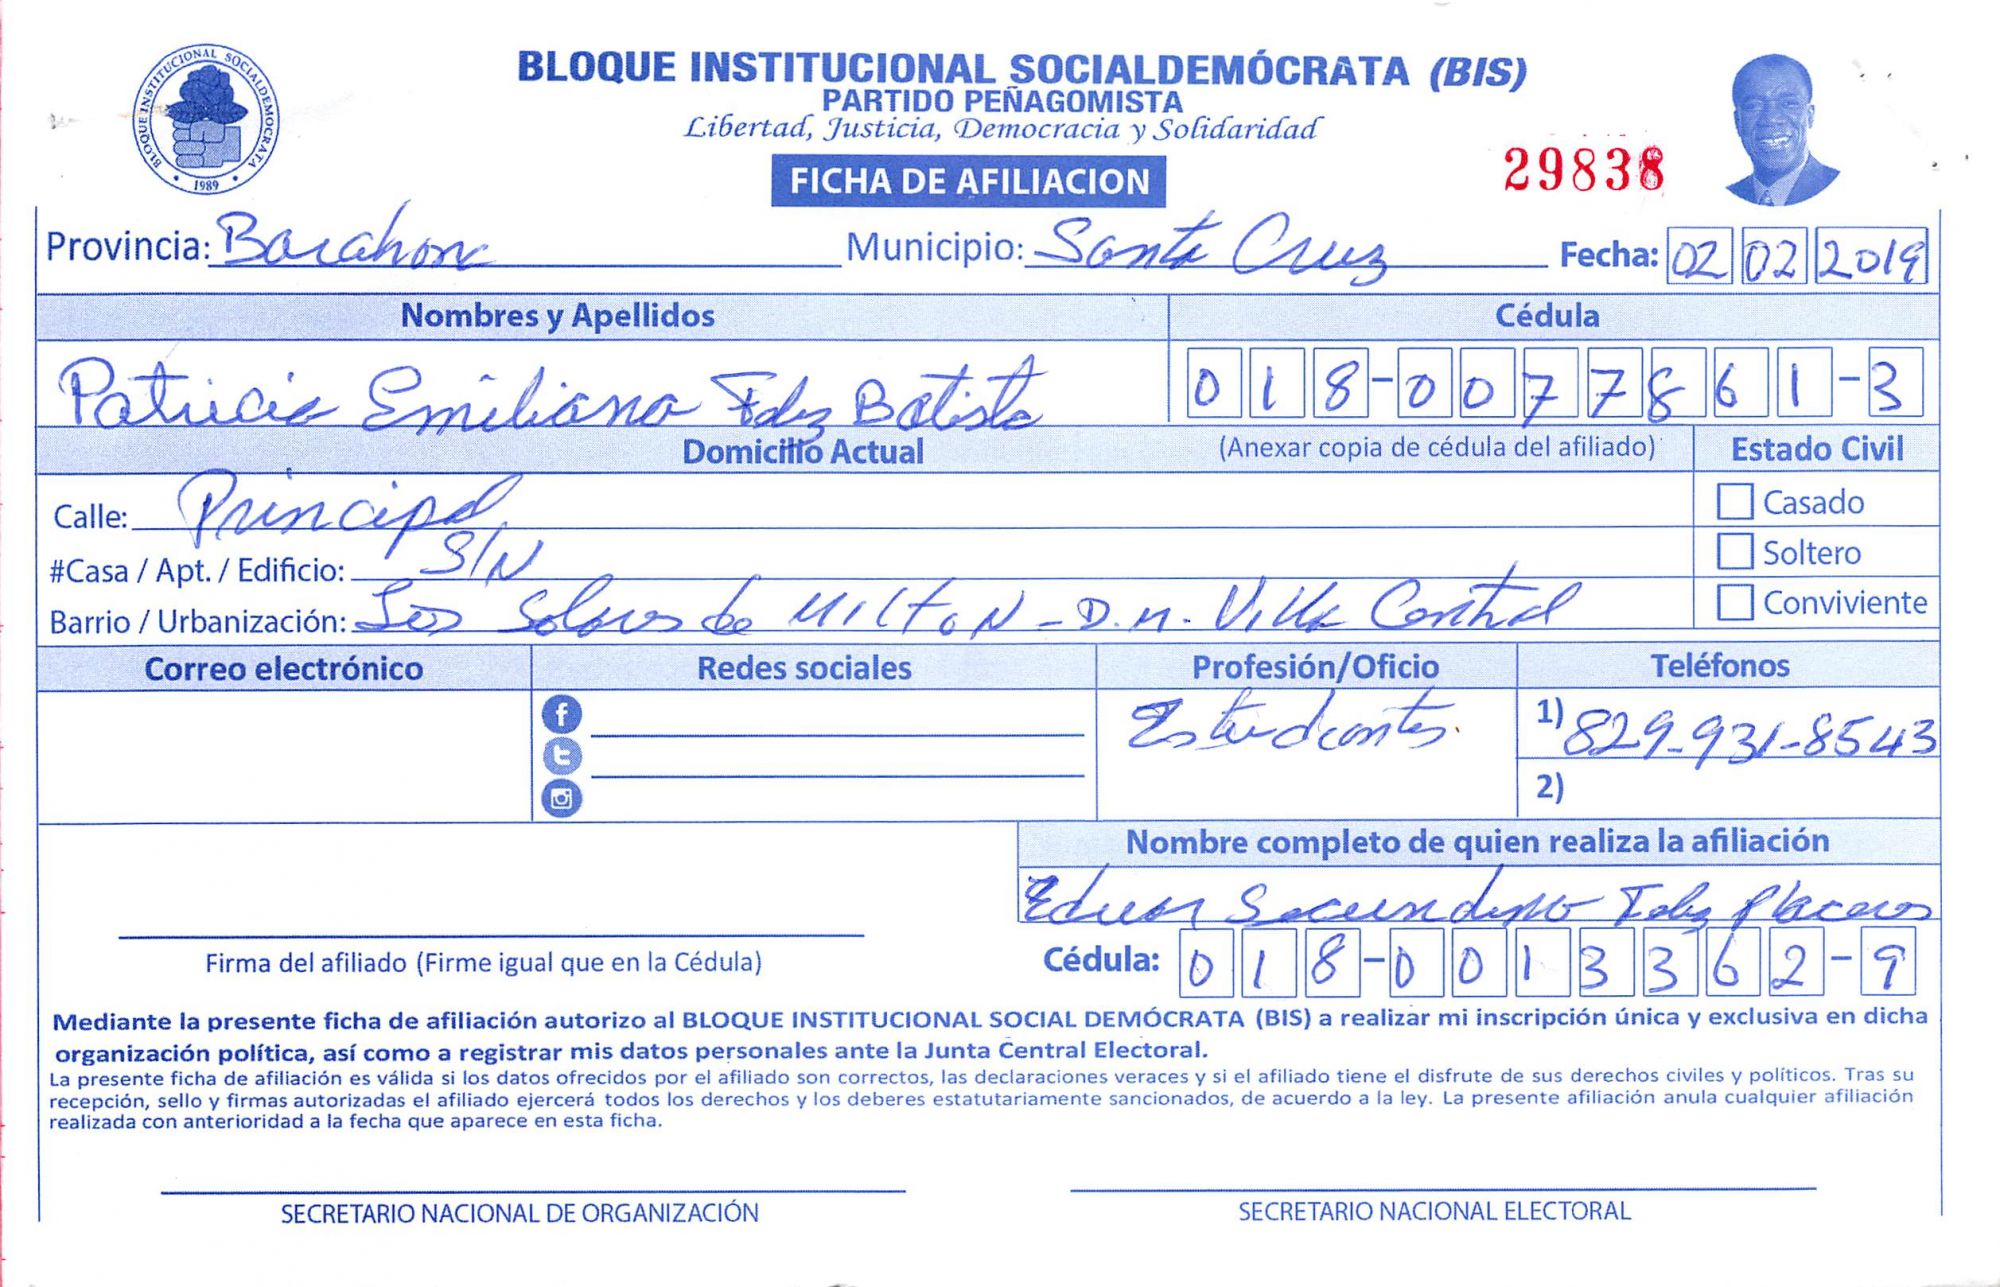 BLOQUE INSTITUCIONAL SOCIALDEMOCRATA
1989
BLOQUE INSTITUCIONAL SOCIALDEMÓCRATA (BIS)
PARTIDO PEÑAGOMISTA
Libertad, Justicia, Democracia y Solidaridad
FICHA DE AFILIACION
29838
Provincia: Barahona Municipio: Santa Cruz Fecha: 02 02 2019
Nombres y Apellidos Cédula
Patricia Emiliana Fdez Batista 018-0077861-3
Domicilio Actual (Anexar copia de cédula del afiliado) Estado Civil
Calle: Principal Casado
#Casa / Apt. / Edificio: S/N Soltero
Barrio / Urbanización: Los Solares de MILTON - D.M. Villa Central Conviviente
Correo electrónico Redes sociales Profesión/Oficio Teléfonos
Estudiantes. 1) 829-931-8543
2)
Nombre completo de quien realiza la afiliación
Secundino Feliz Placeres
Firma del afiliado (Firme igual que en la Cédula) Cédula: 018-0013362-9
Mediante la presente ficha de afiliación autorizo al BLOQUE INSTITUCIONAL SOCIAL DEMÓCRATA (BIS) a realizar mi inscripción única y exclusiva en dicha
organización política, así como a registrar mis datos personales ante la Junta Central Electoral.
La presente ficha de afiliación es válida si los datos ofrecidos por el afiliado son correctos, las declaraciones veraces y si el afiliado tiene el disfrute de sus derechos civiles y políticos. Tras su
recepción, sello y firmas autorizadas el afiliado ejercerá todos los derechos y los deberes estatutariamente sancionados, de acuerdo a la ley. La presente afiliación anula cualquier afiliación
realizada con anterioridad a la fecha que aparece en esta ficha.
SECRETARIO NACIONAL DE ORGANIZACIÓN SECRETARIO NACIONAL ELECTORAL